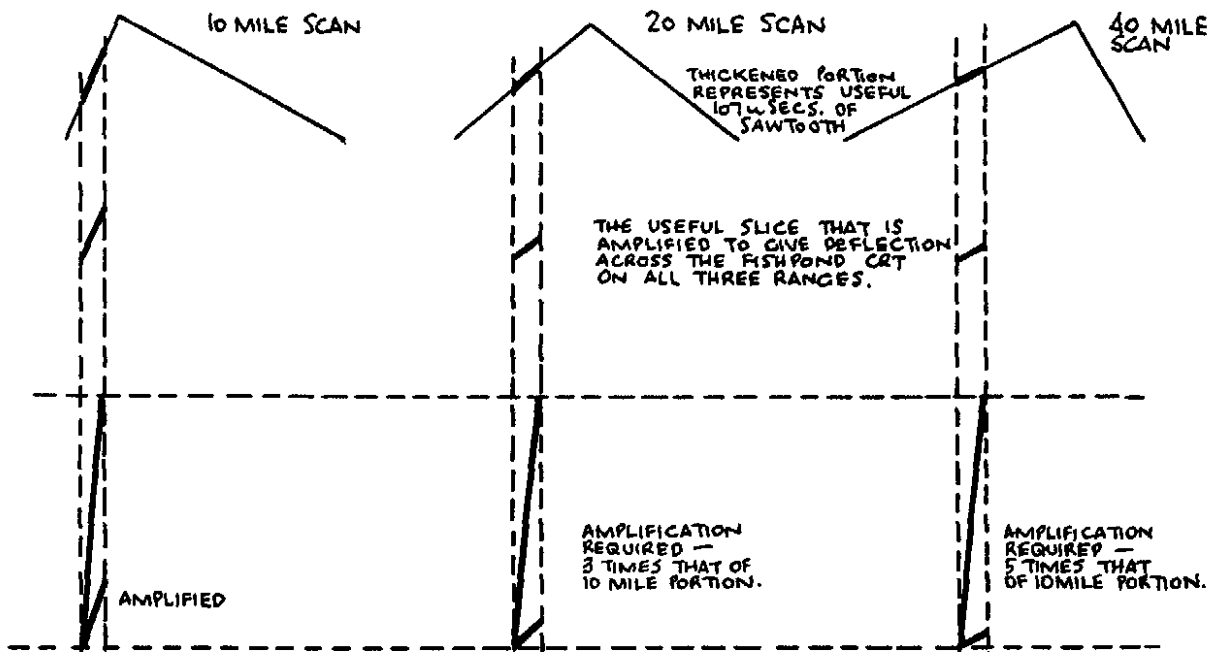 10 MILE SCAN
20 MILE SCAN
40 MILE
SCAN
THICKENED PORTION
REPRESENTS USEFUL
107 u SECS. OF
SAWTOOTH
THE USEFUL SLICE THAT IS
AMPLIFIED TO GIVE DEFLECTION
ACROSS THE FISHPOND CRT
ON ALL THREE RANGES.
AMPLIFIED
AMPLIFICATION
REQUIRED —
3 TIMES THAT OF
10 MILE PORTION.
AMPLIFICATION
REQUIRED —
5 TIMES THAT
OF 10 MILE PORTION.